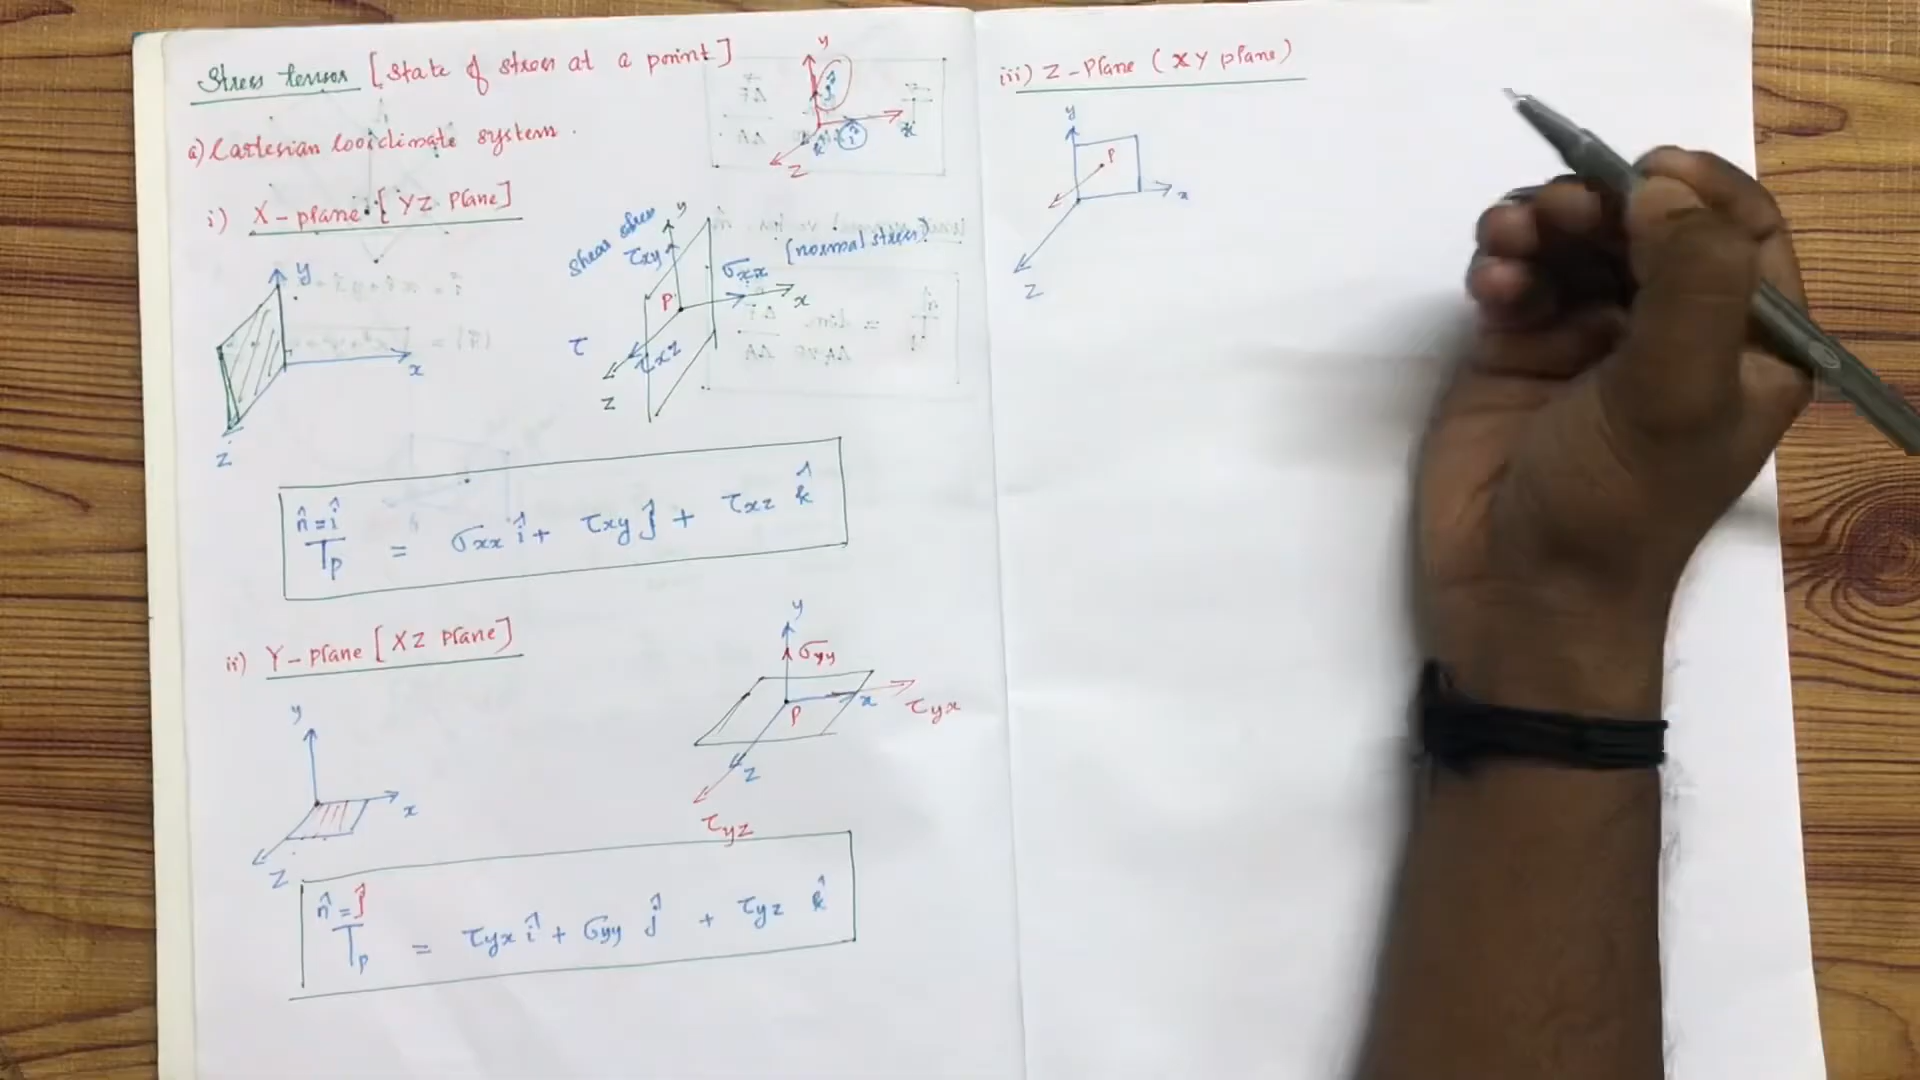 Stress tensor [State of stress at a point]
a) Cartesian Coordinate system.
y
ĵ
x
î
k̂
z
i) X-plane [YZ Plane]
y
x
z
shear stress
y
τxy
[normal stress]
σxx
x
P
τ
τxz
z
n̂ = î
Tp = σxx î + τxy ĵ + τxz k̂
ii) Y-plane [XZ Plane]
y
x
z
y
σyy
x
τyx
P
z
τyz
n̂ = ĵ
Tp = τyx î + σyy ĵ + τyz k̂
iii) Z-Plane (XY plane)
y
P
x
z